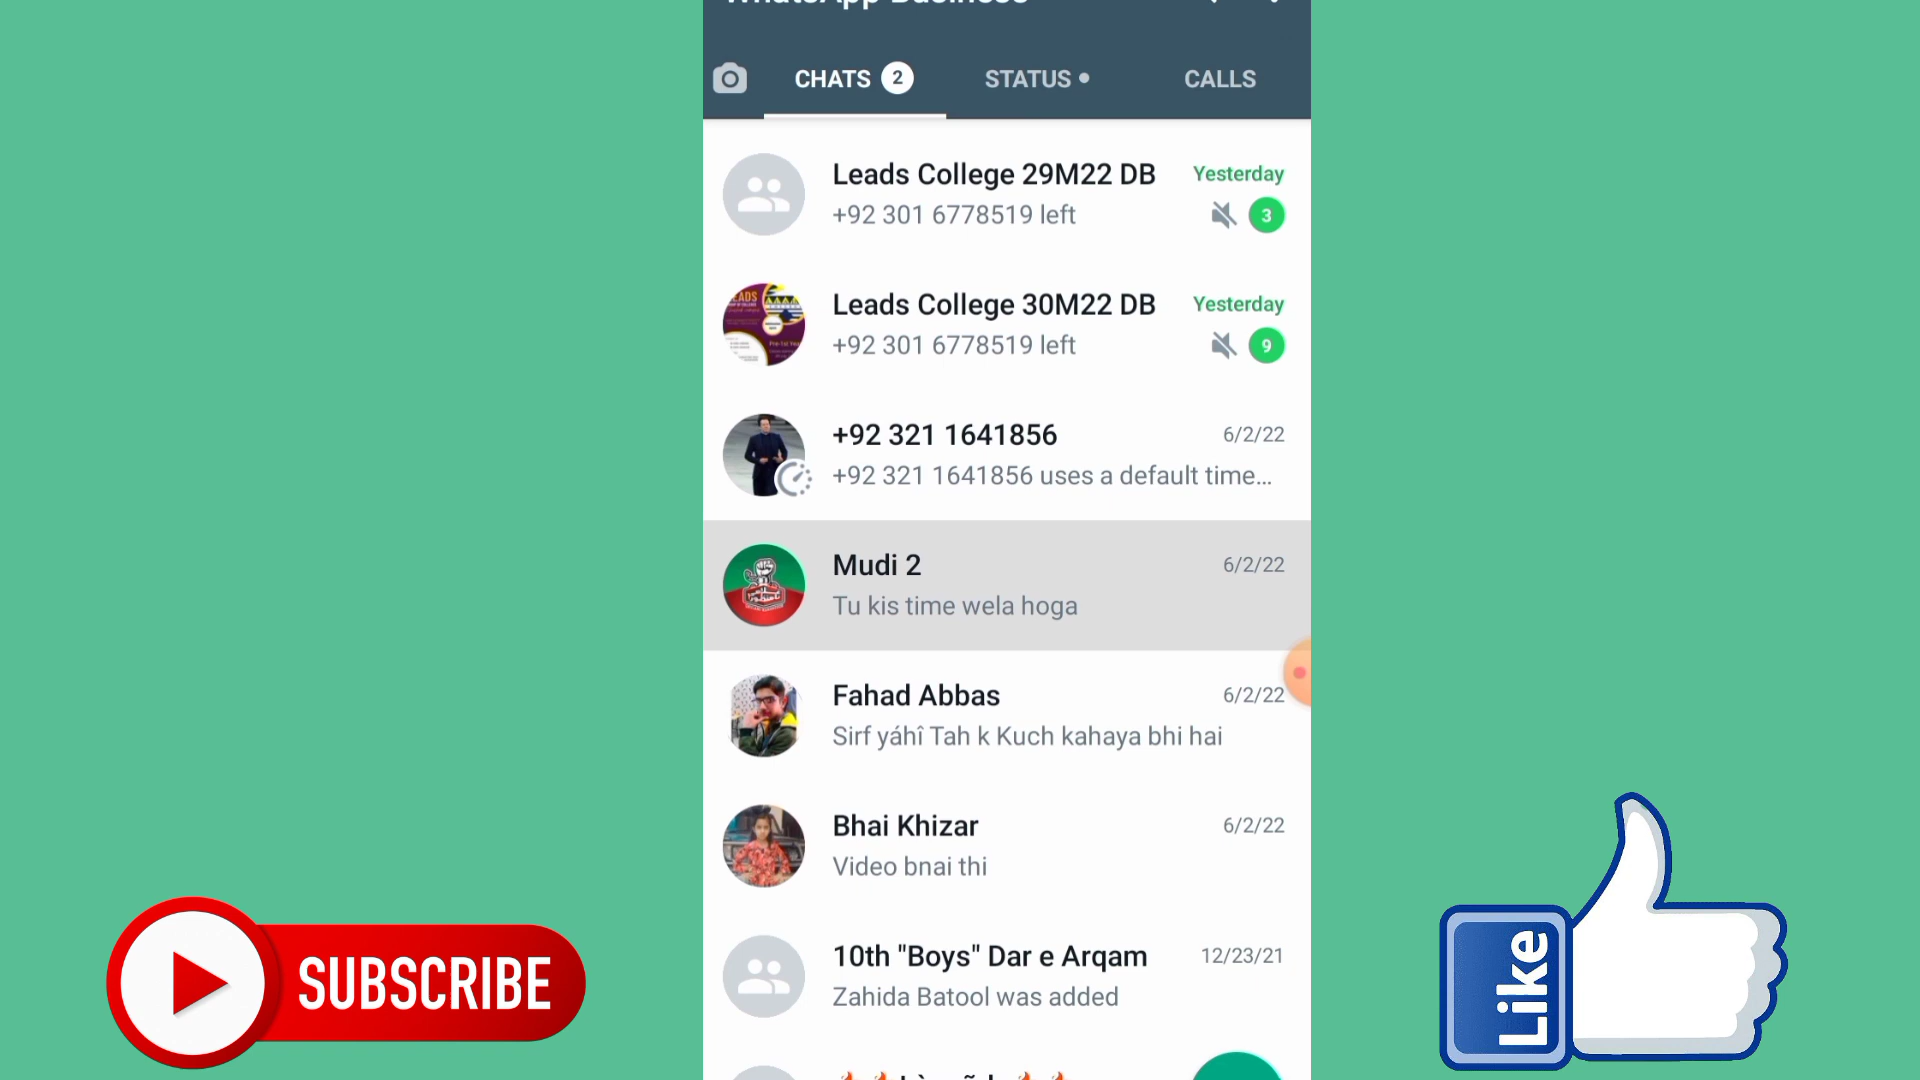 WhatsApp Business
CHATS 2
STATUS
CALLS
Leads College 29M22 DB
Yesterday
+92 301 6778519 left
3
Leads College 30M22 DB
Yesterday
+92 301 6778519 left
9
+92 321 1641856
6/2/22
+92 321 1641856 uses a default time...
Mudi 2
6/2/22
Tu kis time wela hoga
Fahad Abbas
6/2/22
Sirf yáhî Tah k Kuch kahaya bhi hai
Bhai Khizar
6/2/22
Video bnai thi
10th "Boys" Dar e Arqam
12/23/21
Zahida Batool was added
SUBSCRIBE
Like